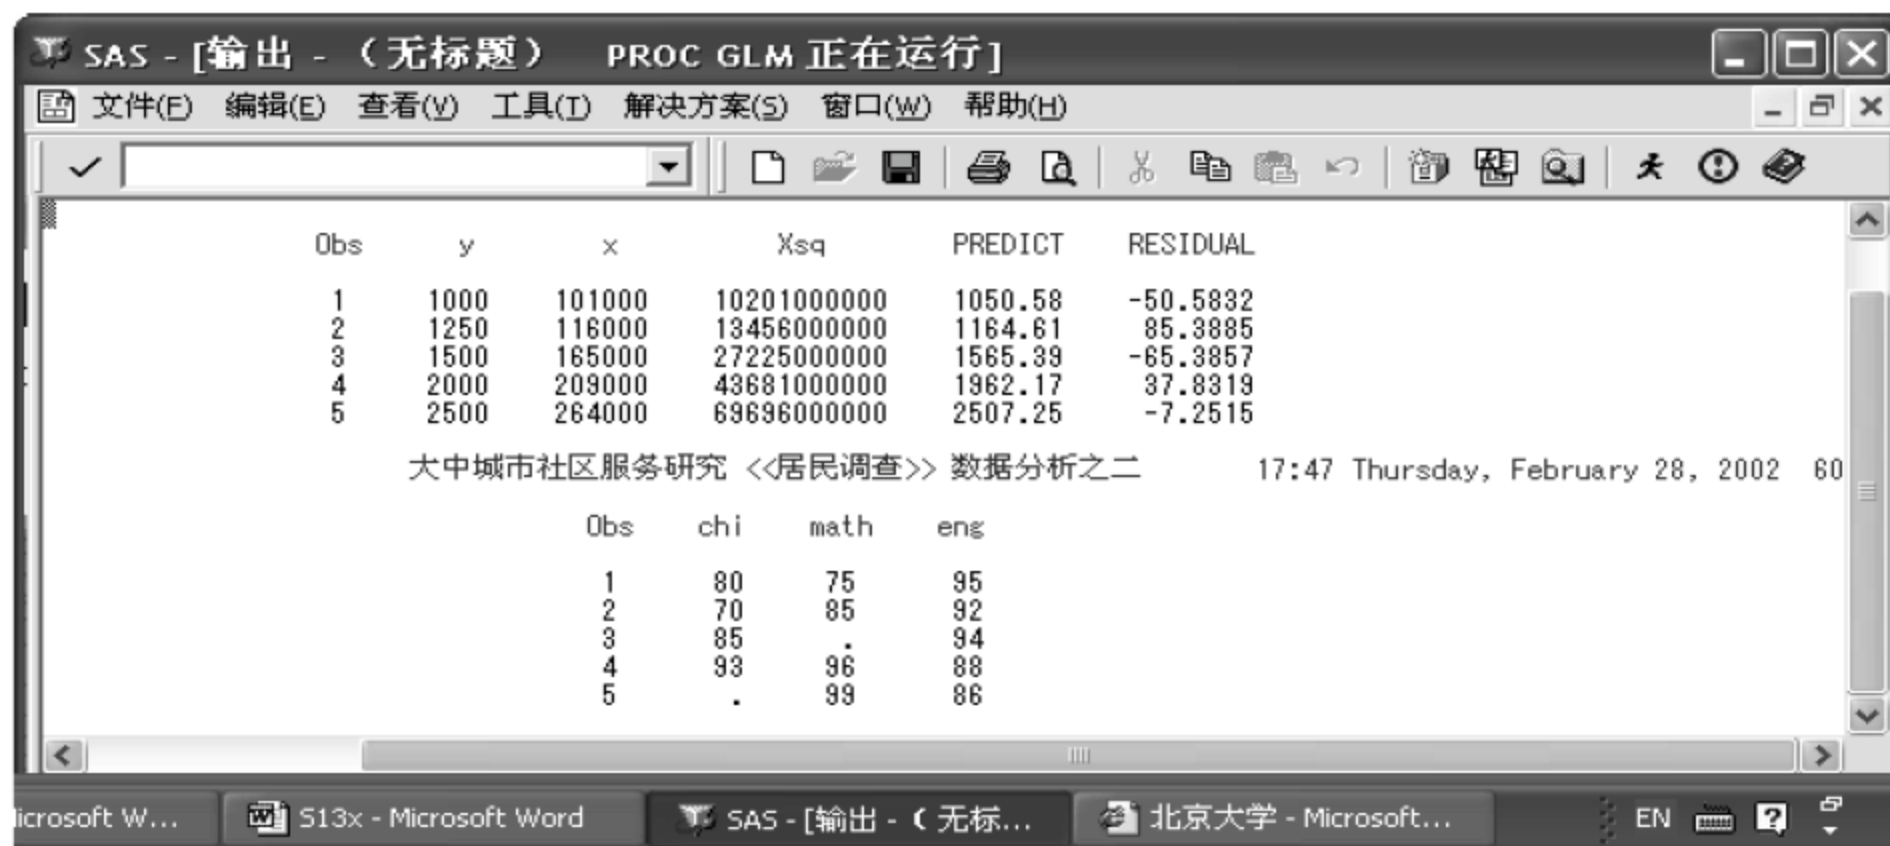 SAS - [输出 - （无标题） PROC GLM 正在运行]
文件(F) 编辑(E) 查看(V) 工具(T) 解决方案(S) 窗口(W) 帮助(H)
Obs y x Xsq PREDICT RESIDUAL
1 1000 101000 10201000000 1050.58 -50.5832
2 1250 116000 13456000000 1164.61 85.3885
3 1500 165000 27225000000 1565.39 -65.3857
4 2000 209000 43681000000 1962.17 37.8319
5 2500 264000 69696000000 2507.25 -7.2515
大中城市社区服务研究 <<居民调查>> 数据分析之二 17:47 Thursday, February 28, 2002 60
Obs chi math eng
1 80 75 95
2 70 85 92
3 85 . 94
4 93 96 88
5 . 99 86
icrosoft W... S13x - Microsoft Word SAS - [输出 - （无标... 北京大学 - Microsoft... EN